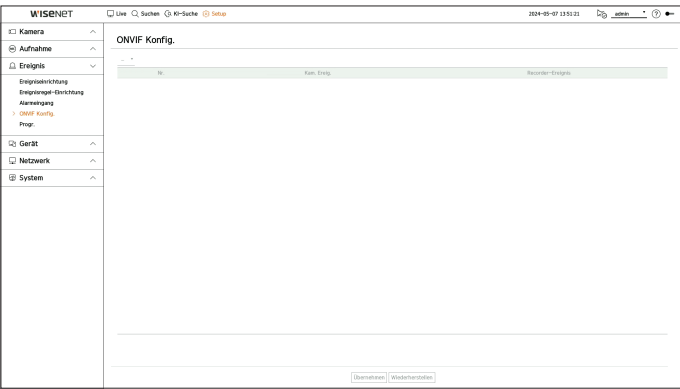 WISENET
Live Suchen KI-Suche Setup 2024-05-07 13:51:21 admin
Kamera
Aufnahme
Ereignis
Ereigniseinrichtung
Ereignisregel-Einrichtung
Alarmeingang
ONVIF Konfig.
Progr.
Gerät
Netzwerk
System
ONVIF Konfig.
Nr. Kam. Ereig. Recorder-Ereignis
Übernehmen Wiederherstellen